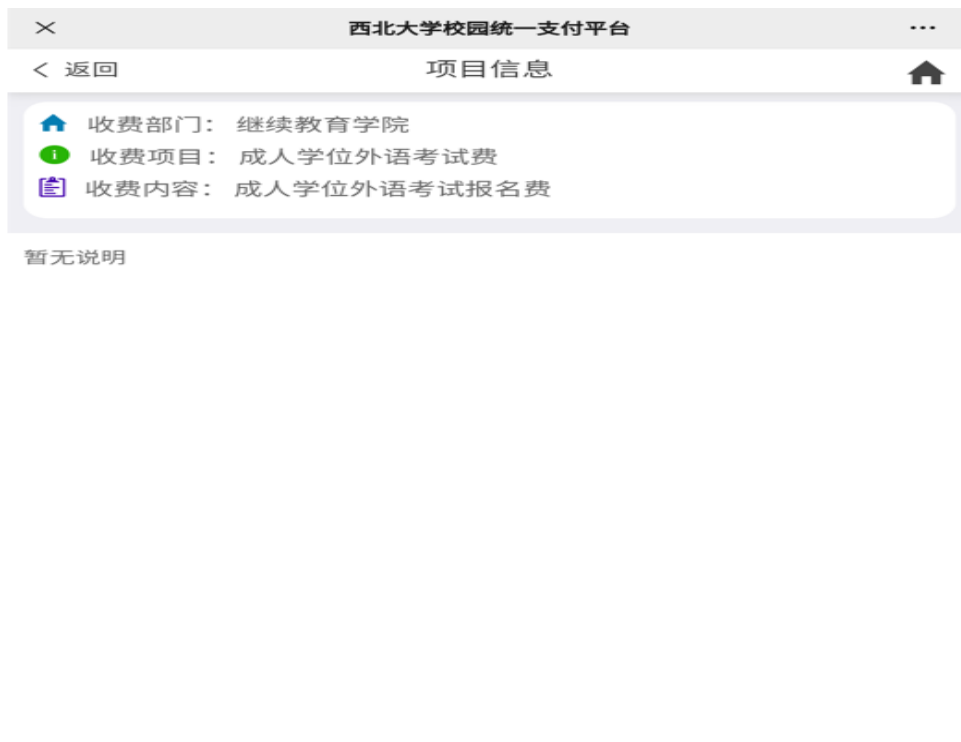 西北大学校园统一支付平台
返回 项目信息
收费部门： 继续教育学院
收费项目： 成人学位外语考试费
收费内容： 成人学位外语考试报名费
暂无说明